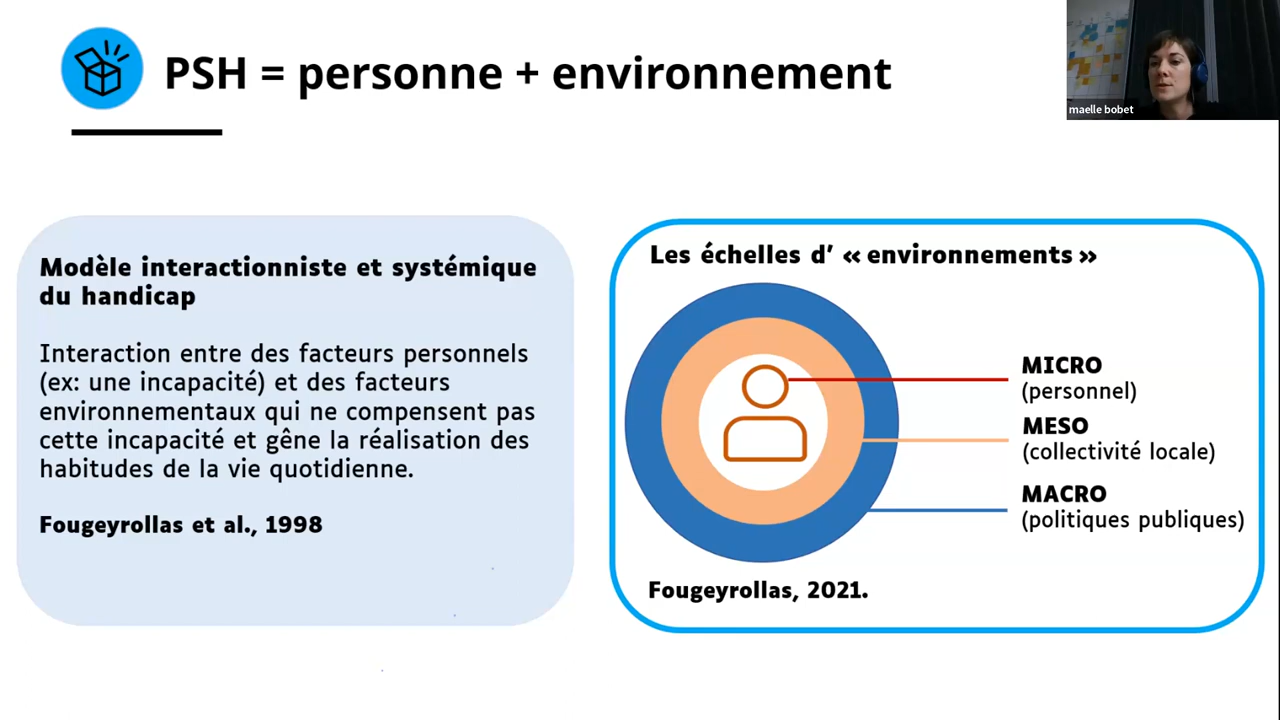 PSH = personne + environnement
maelle bobet
Modèle interactionniste et systémique
du handicap
Interaction entre des facteurs personnels
(ex: une incapacité) et des facteurs
environnementaux qui ne compensent pas
cette incapacité et gêne la réalisation des
habitudes de la vie quotidienne.
Fougeyrollas et al., 1998
Les échelles d’ « environnements »
MICRO
(personnel)
MESO
(collectivité locale)
MACRO
(politiques publiques)
Fougeyrollas, 2021.